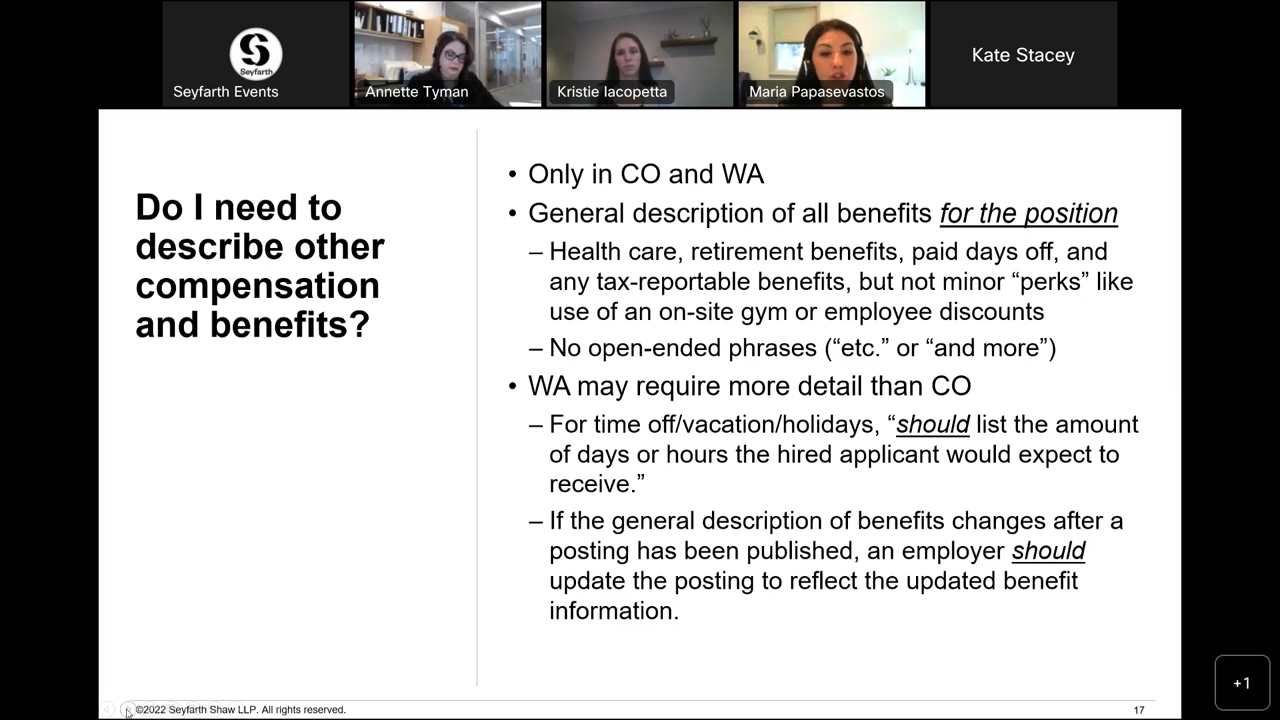 Seyfarth
Seyfarth Events
Annette Tyman
Kristie Iacopetta
Maria Papasevastos
Kate Stacey
Do I need to
describe other
compensation
and benefits?
• Only in CO and WA
• General description of all benefits for the position
– Health care, retirement benefits, paid days off, and
any tax-reportable benefits, but not minor “perks” like
use of an on-site gym or employee discounts
– No open-ended phrases (“etc.” or “and more”)
• WA may require more detail than CO
– For time off/vacation/holidays, “should list the amount
of days or hours the hired applicant would expect to
receive.”
– If the general description of benefits changes after a
posting has been published, an employer should
update the posting to reflect the updated benefit
information.
©2022 Seyfarth Shaw LLP. All rights reserved.
17
+1